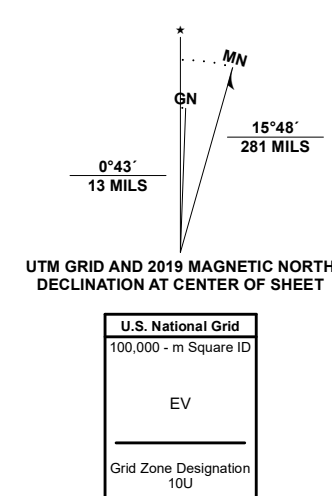 ★
MN
GN
15°48´
281 MILS
0°43´
13 MILS
UTM GRID AND 2019 MAGNETIC NORTH
DECLINATION AT CENTER OF SHEET
U.S. National Grid
100,000 - m Square ID
EV
Grid Zone Designation
10U